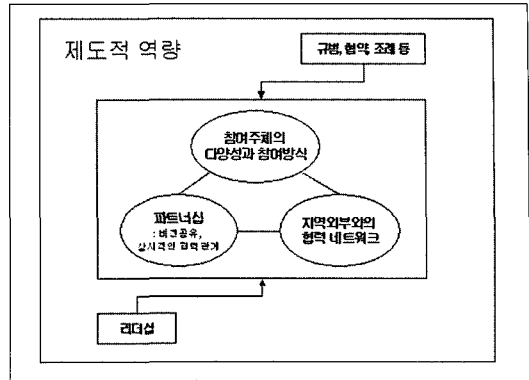 제도적 역량
규범, 협약, 조례 등
참여주체의
다양성과 참여방식
파트너십
: 비전공유,
상시적인 협력관계
지역외부와의
협력 네트워크
리더십